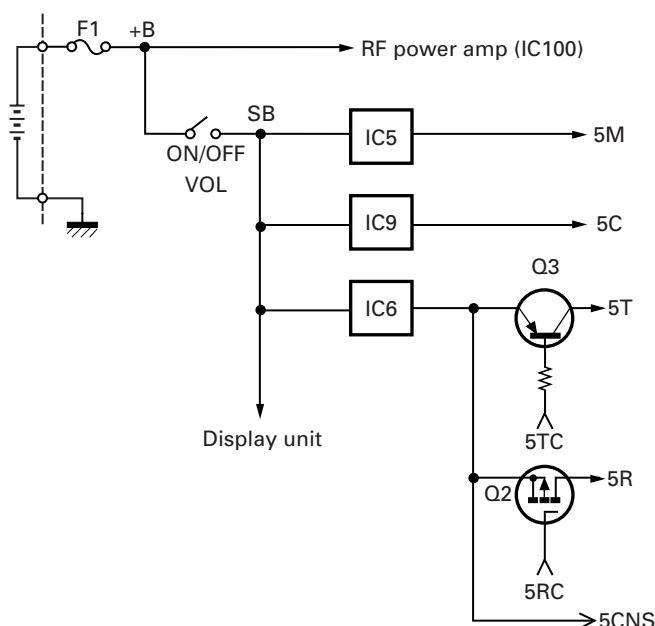 F1
+B
RF power amp (IC100)
SB
ON/OFF
VOL
IC5
5M
IC9
5C
Q3
IC6
5T
5TC
Display unit
Q2
5R
5RC
5CNS